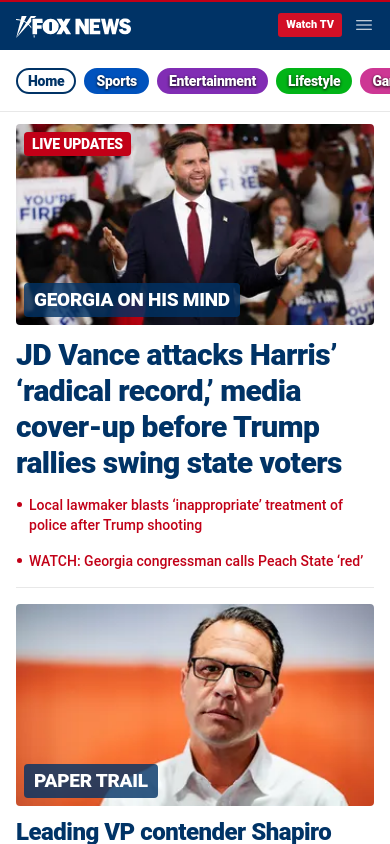 FOX NEWS
Watch TV
Home
Sports
Entertainment
Lifestyle
Ga
LIVE UPDATES
YOU'RE
FIRE
YOU'RE
FIRED
GEORGIA ON HIS MIND
JD Vance attacks Harris’
‘radical record,’ media
cover-up before Trump
rallies swing state voters
• Local lawmaker blasts ‘inappropriate’ treatment of
police after Trump shooting
• WATCH: Georgia congressman calls Peach State ‘red’
PAPER TRAIL
Leading VP contender Shapiro